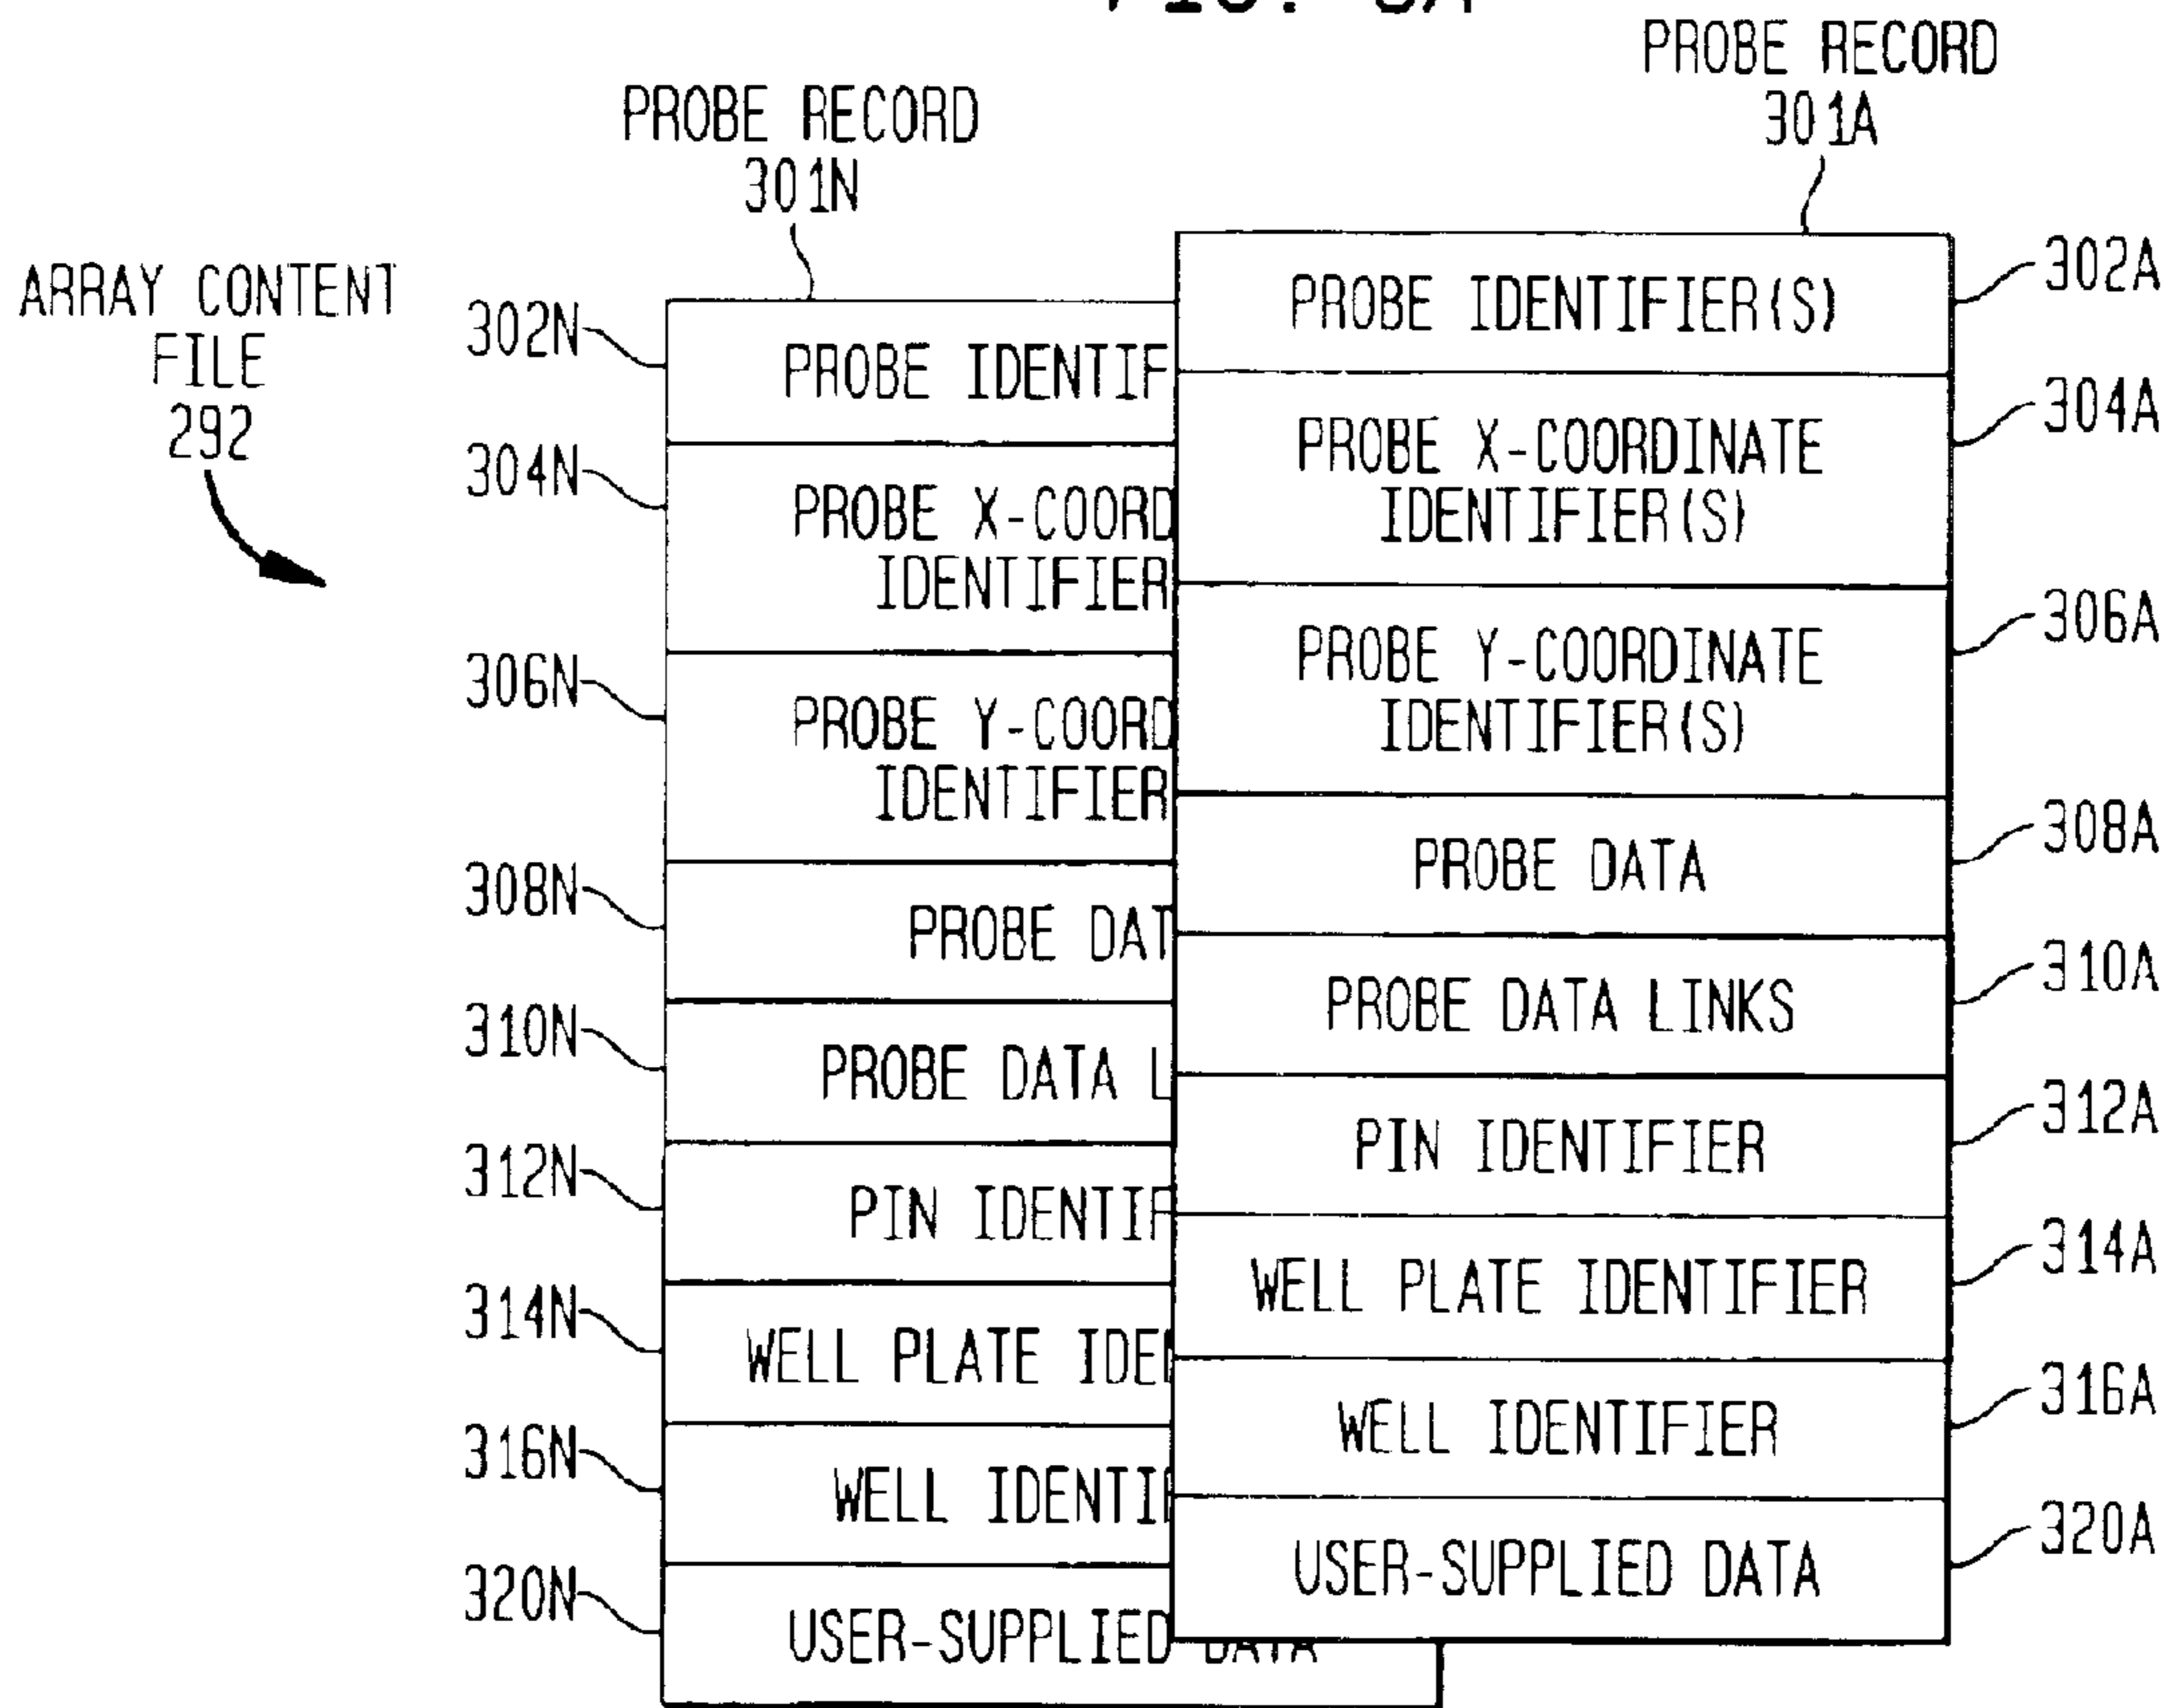 PROBE RECORD
301A
PROBE RECORD
301N
ARRAY CONTENT
FILE
292
302N
304N
306N
308N
310N
312N
314N
316N
320N
PROBE IDENTIF
PROBE X-COORD
IDENTIFIER
PROBE Y-COORD
IDENTIFIER
PROBE DAT
PROBE DATA L
PIN IDENTIF
WELL PLATE IDEN
WELL IDENTIF
USER-SUPPLIED DATA
PROBE IDENTIFIER(S)
PROBE X-COORDINATE
IDENTIFIER(S)
PROBE Y-COORDINATE
IDENTIFIER(S)
PROBE DATA
PROBE DATA LINKS
PIN IDENTIFIER
WELL PLATE IDENTIFIER
WELL IDENTIFIER
USER-SUPPLIED DATA
302A
304A
306A
308A
310A
312A
314A
316A
320A